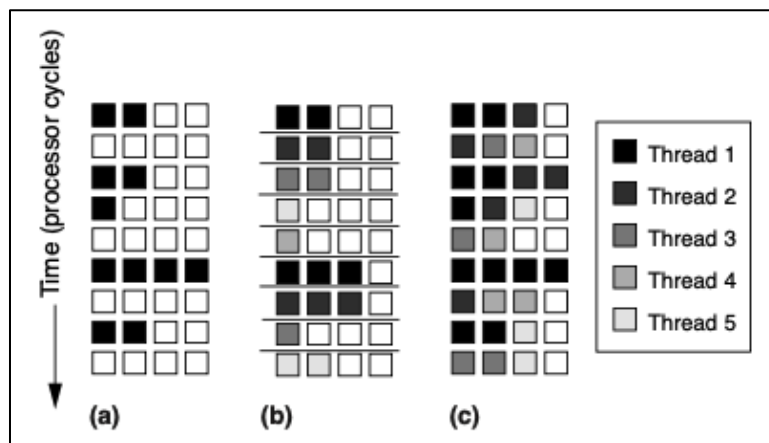 Time (processor cycles)
Thread 1
Thread 2
Thread 3
Thread 4
Thread 5
(a)
(b)
(c)